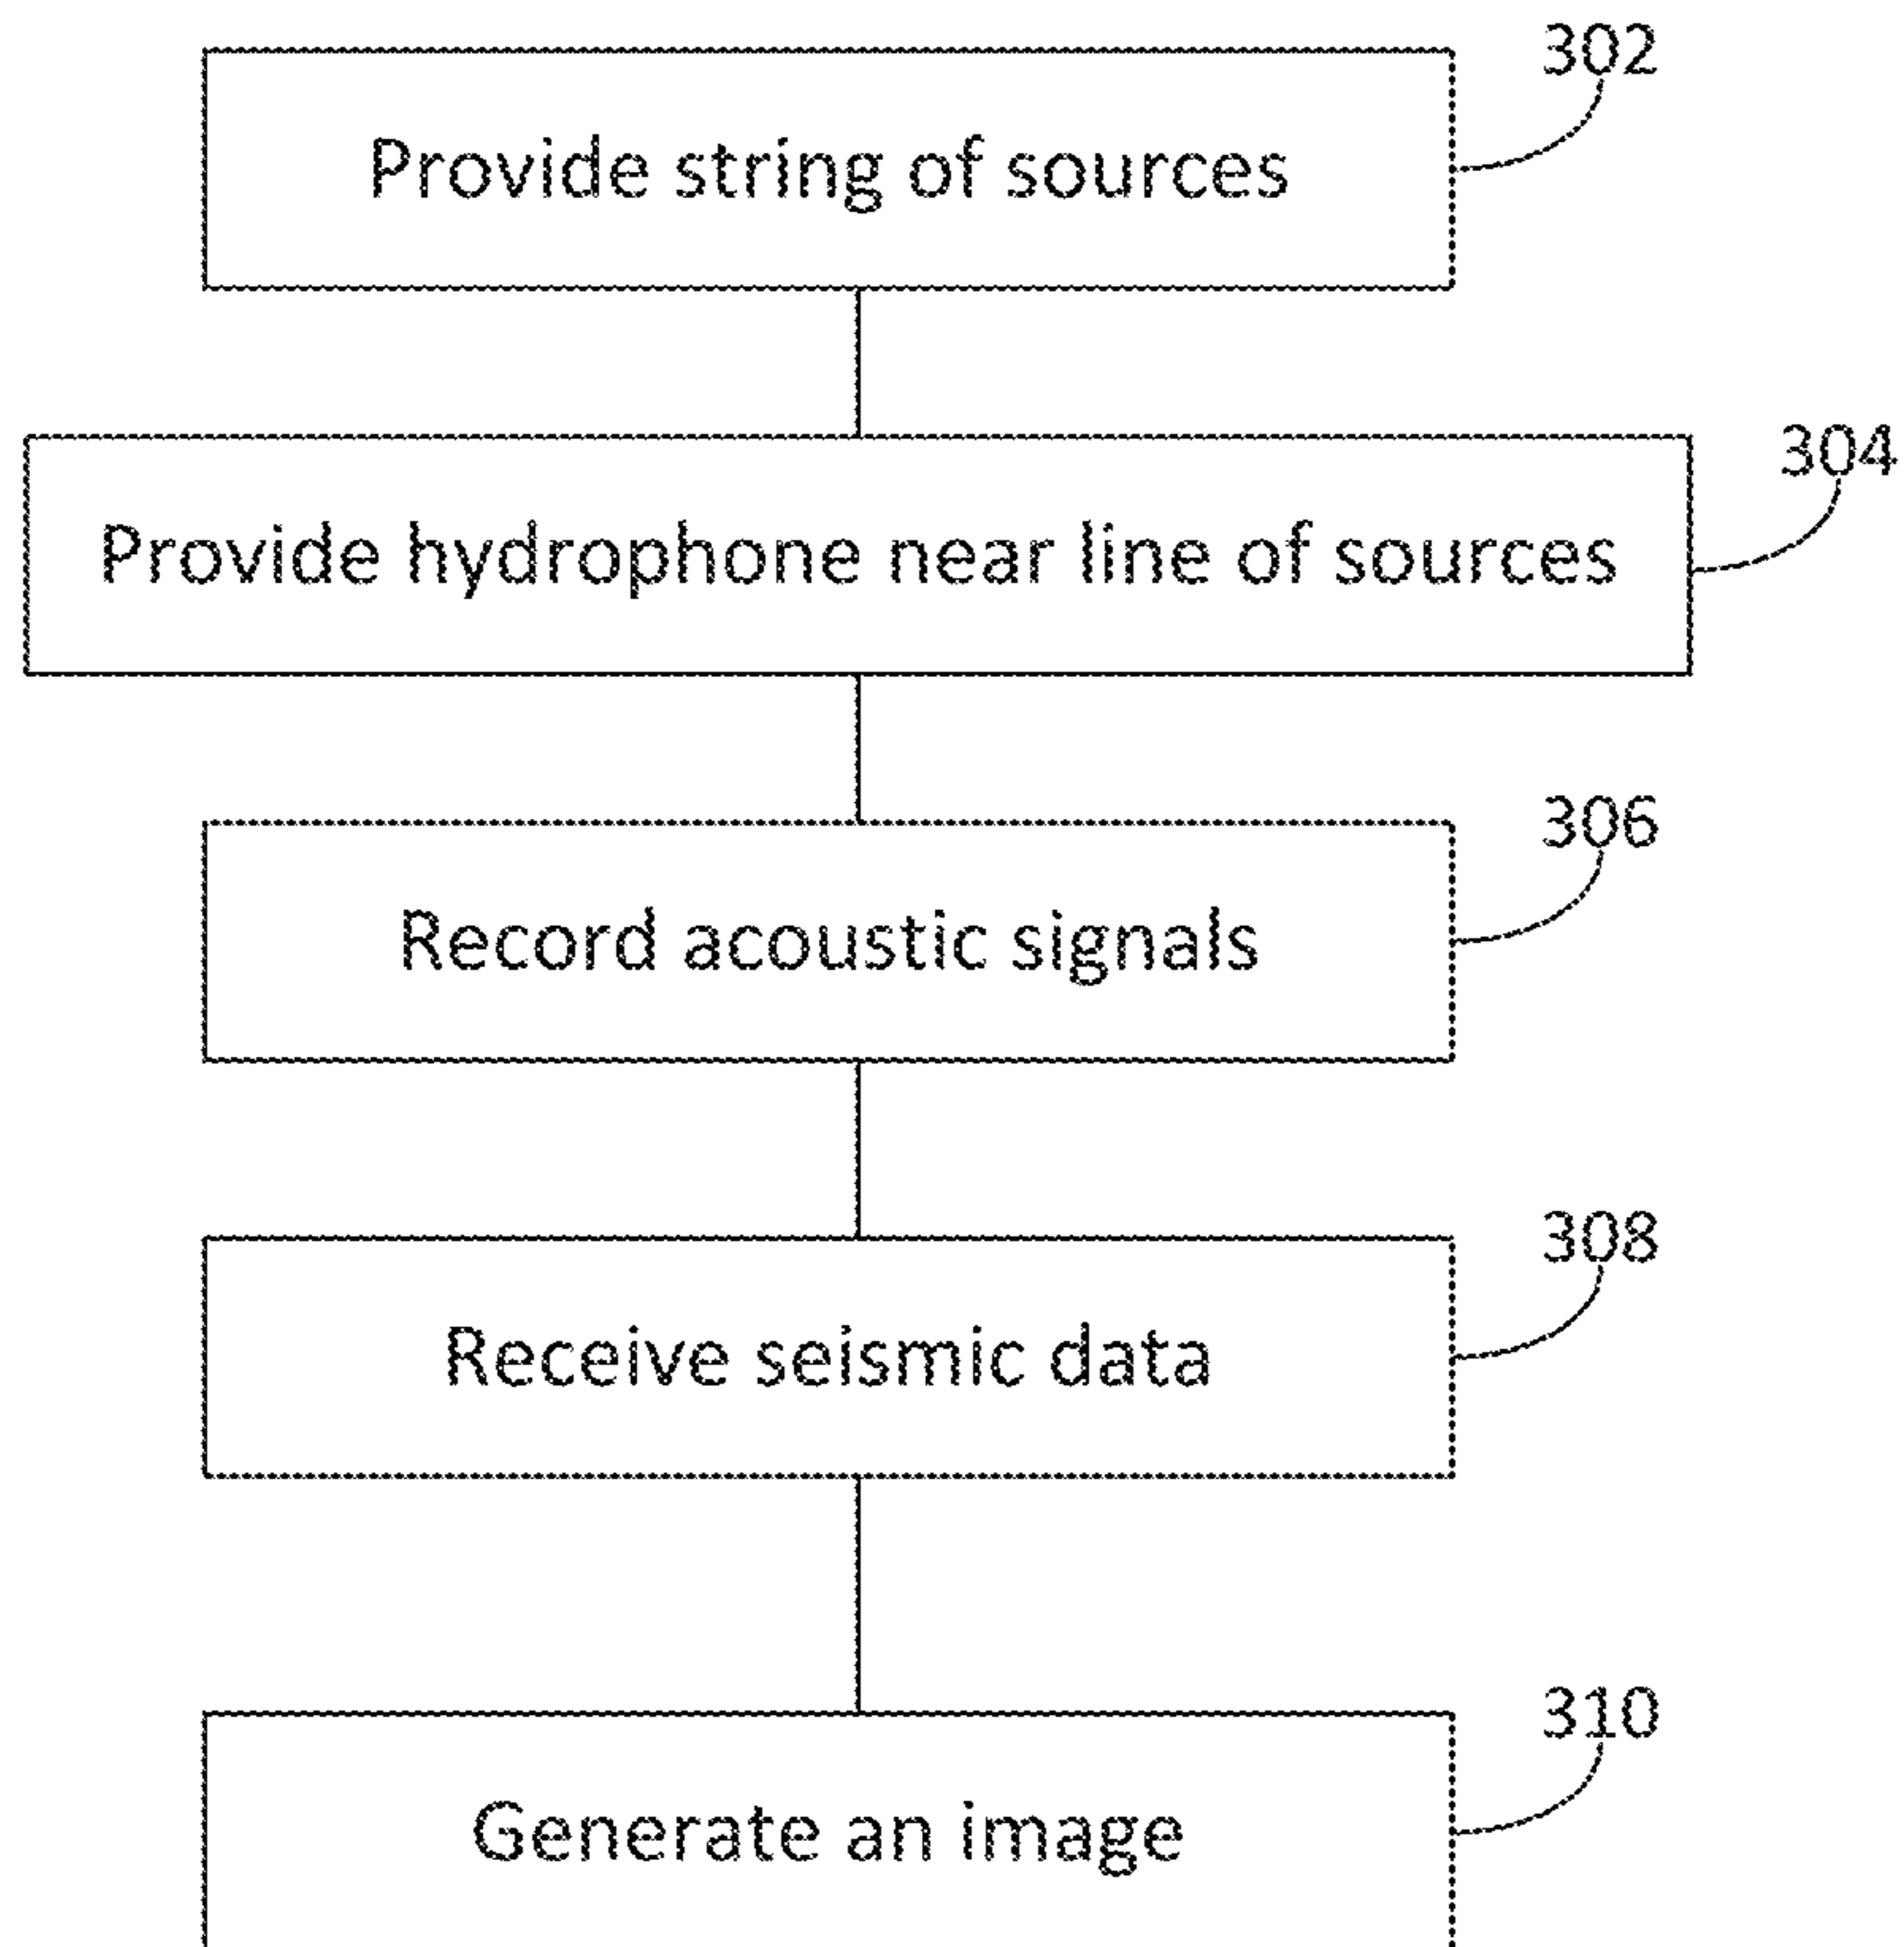 302
Provide string of sources
304
Provide hydrophone near line of sources
306
Record acoustic signals
308
Receive seismic data
310
Generate an image